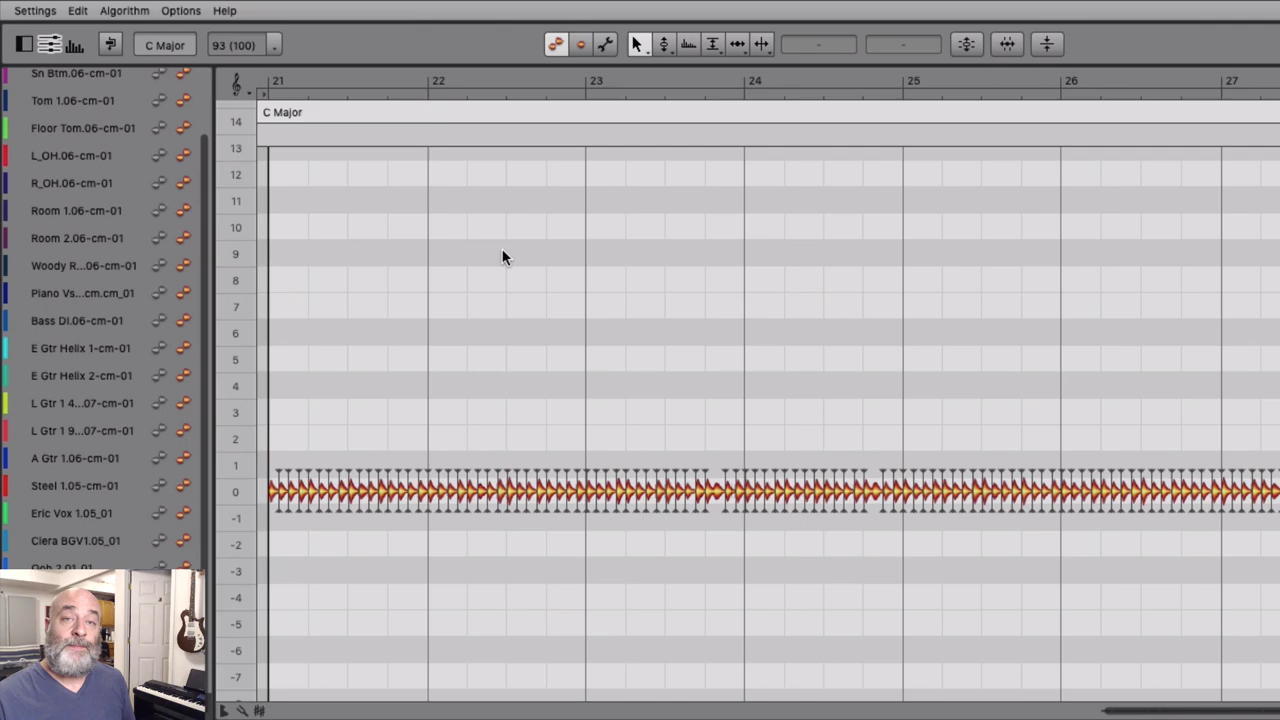 Settings Edit Algorithm Options Help
C Major 93 (100) - -
21 22 23 24 25 26 27
C Major
Sn Btm.06-cm-01
Tom 1.06-cm-01
Floor Tom.06-cm-01
L_OH.06-cm-01
R_OH.06-cm-01
Room 1.06-cm-01
Room 2.06-cm-01
Woody R...06-cm-01
Piano Vs...cm.cm_01
Bass DI.06-cm-01
E Gtr Helix 1-cm-01
E Gtr Helix 2-cm-01
L Gtr 1 4...07-cm-01
L Gtr 1 9...07-cm-01
A Gtr 1.06-cm-01
Steel 1.05-cm-01
Eric Vox 1.05_01
Ciera BGV1.05_01
Ooh 2.01_01
14
13
12
11
10
9
8
7
6
5
4
3
2
1
0
-1
-2
-3
-4
-5
-6
-7